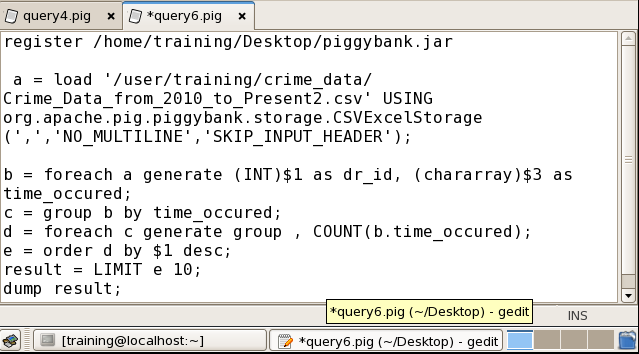 query4.pig × *query6.pig ×
register /home/training/Desktop/piggybank.jar
a = load '/user/training/crime_data/
Crime_Data_from_2010_to_Present2.csv' USING
org.apache.pig.piggybank.storage.CSVExcelStorage
(',','NO_MULTILINE','SKIP_INPUT_HEADER');
b = foreach a generate (INT)$1 as dr_id, (chararray)$3 as
time_occured;
c = group b by time_occured;
d = foreach c generate group , COUNT(b.time_occured);
e = order d by $1 desc;
result = LIMIT e 10;
dump result;
*query6.pig (~/Desktop) - gedit
INS
[training@localhost:~] *query6.pig (~/Desktop) - gedit